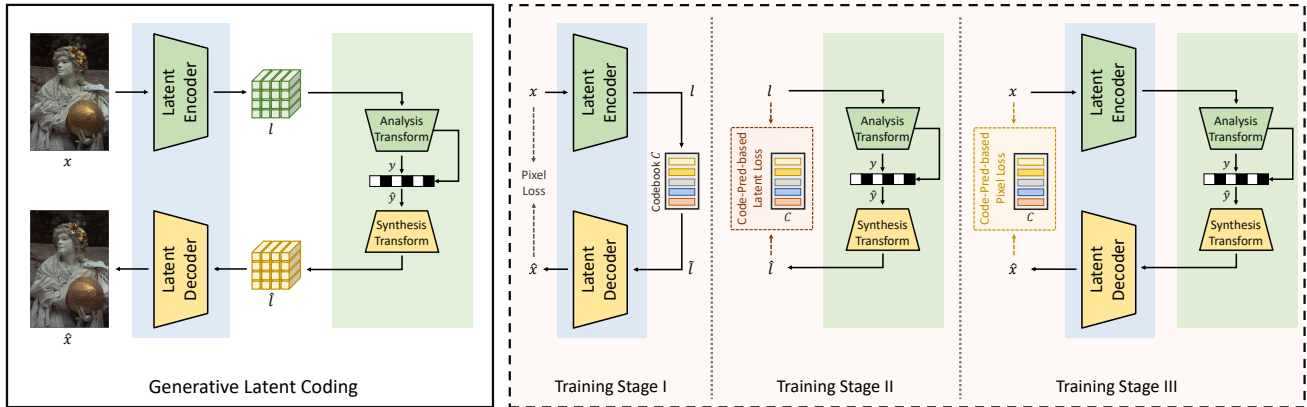 x
Latent
Encoder
l
Analysis
Transform
y
ŷ
Synthesis
Transform
l̂
Latent
Decoder
x̂
Generative Latent Coding
x
Latent
Encoder
l
Pixel
Loss
Codebook C
x̂
Latent
Decoder
l̃
Training Stage I
l
Analysis
Transform
Code-Pred-based
Latent Loss
C
y
ŷ
Synthesis
Transform
l̂
Training Stage II
x
Latent
Encoder
Analysis
Transform
Code-Pred-based
Pixel Loss
C
y
ŷ
Synthesis
Transform
x̂
Latent
Decoder
Training Stage III